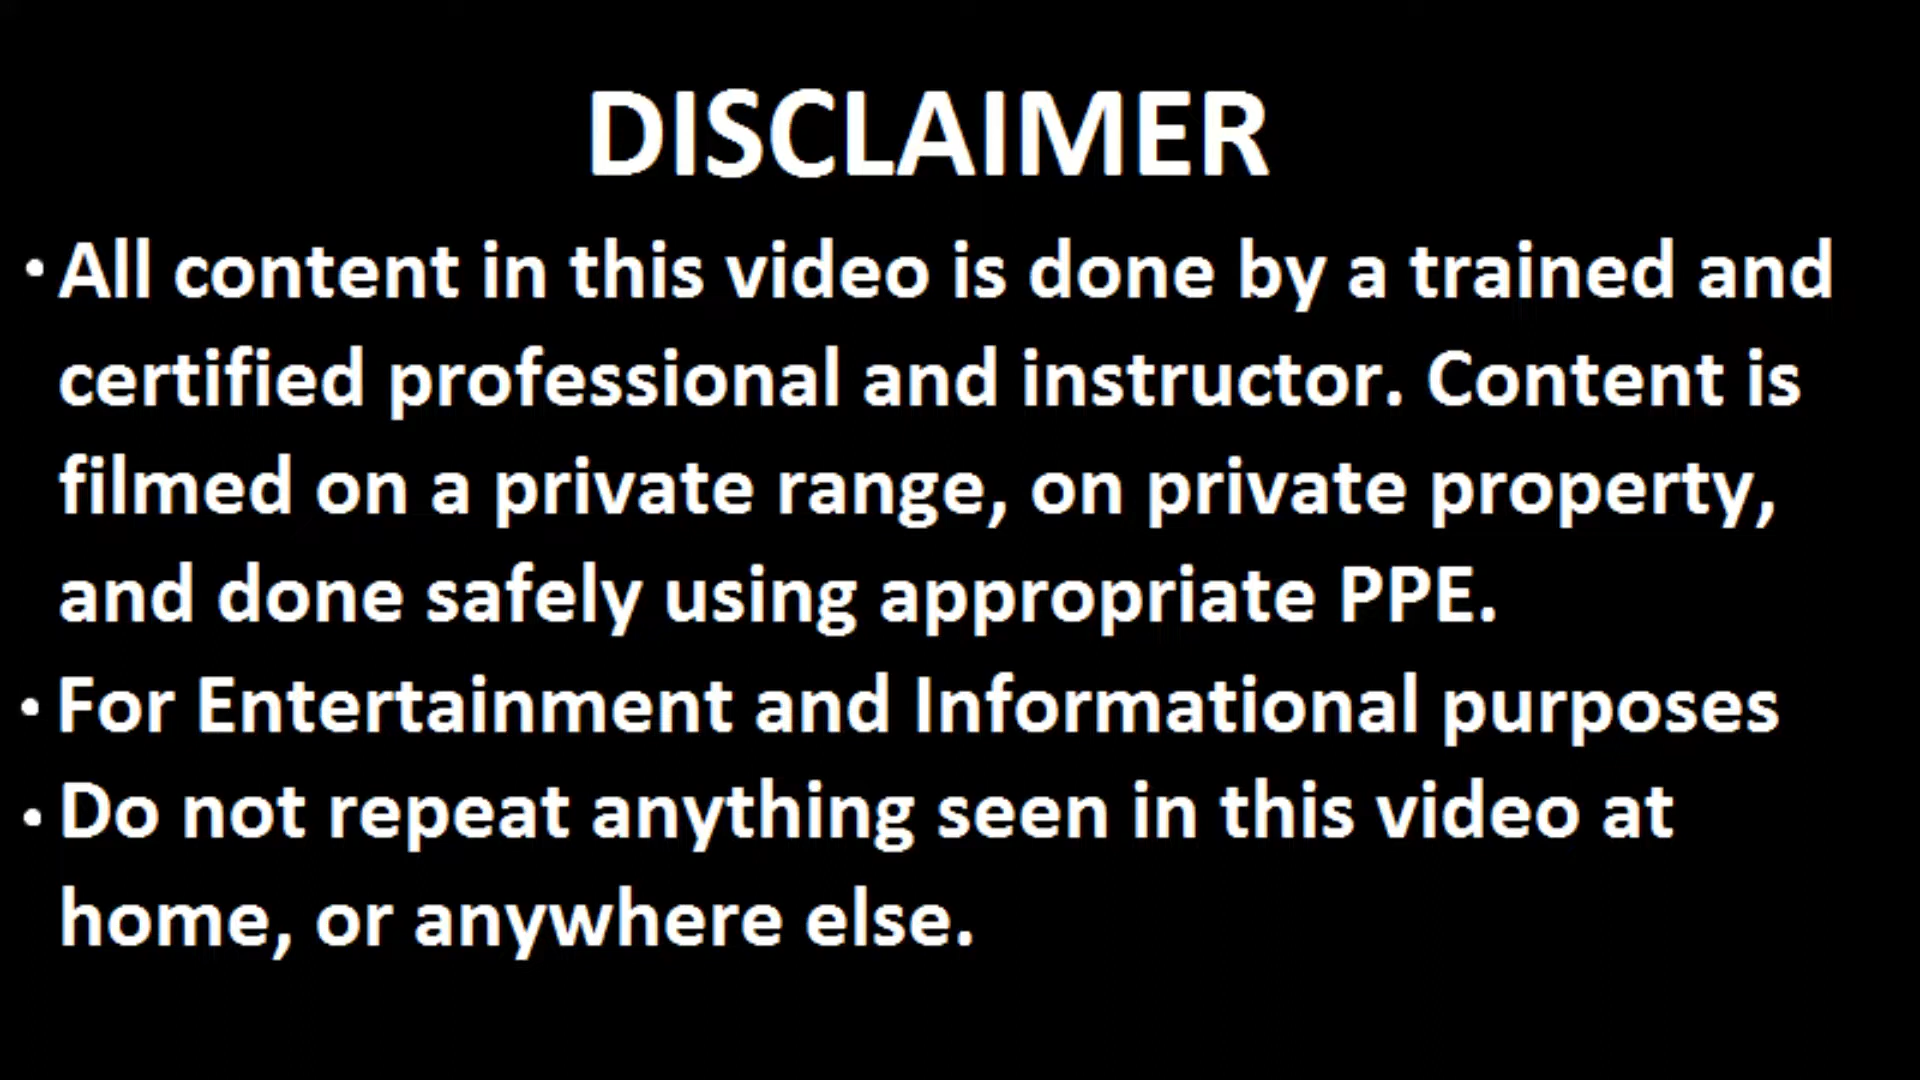 DISCLAIMER
• All content in this video is done by a trained and
certified professional and instructor. Content is
filmed on a private range, on private property,
and done safely using appropriate PPE.
• For Entertainment and Informational purposes
• Do not repeat anything seen in this video at
home, or anywhere else.